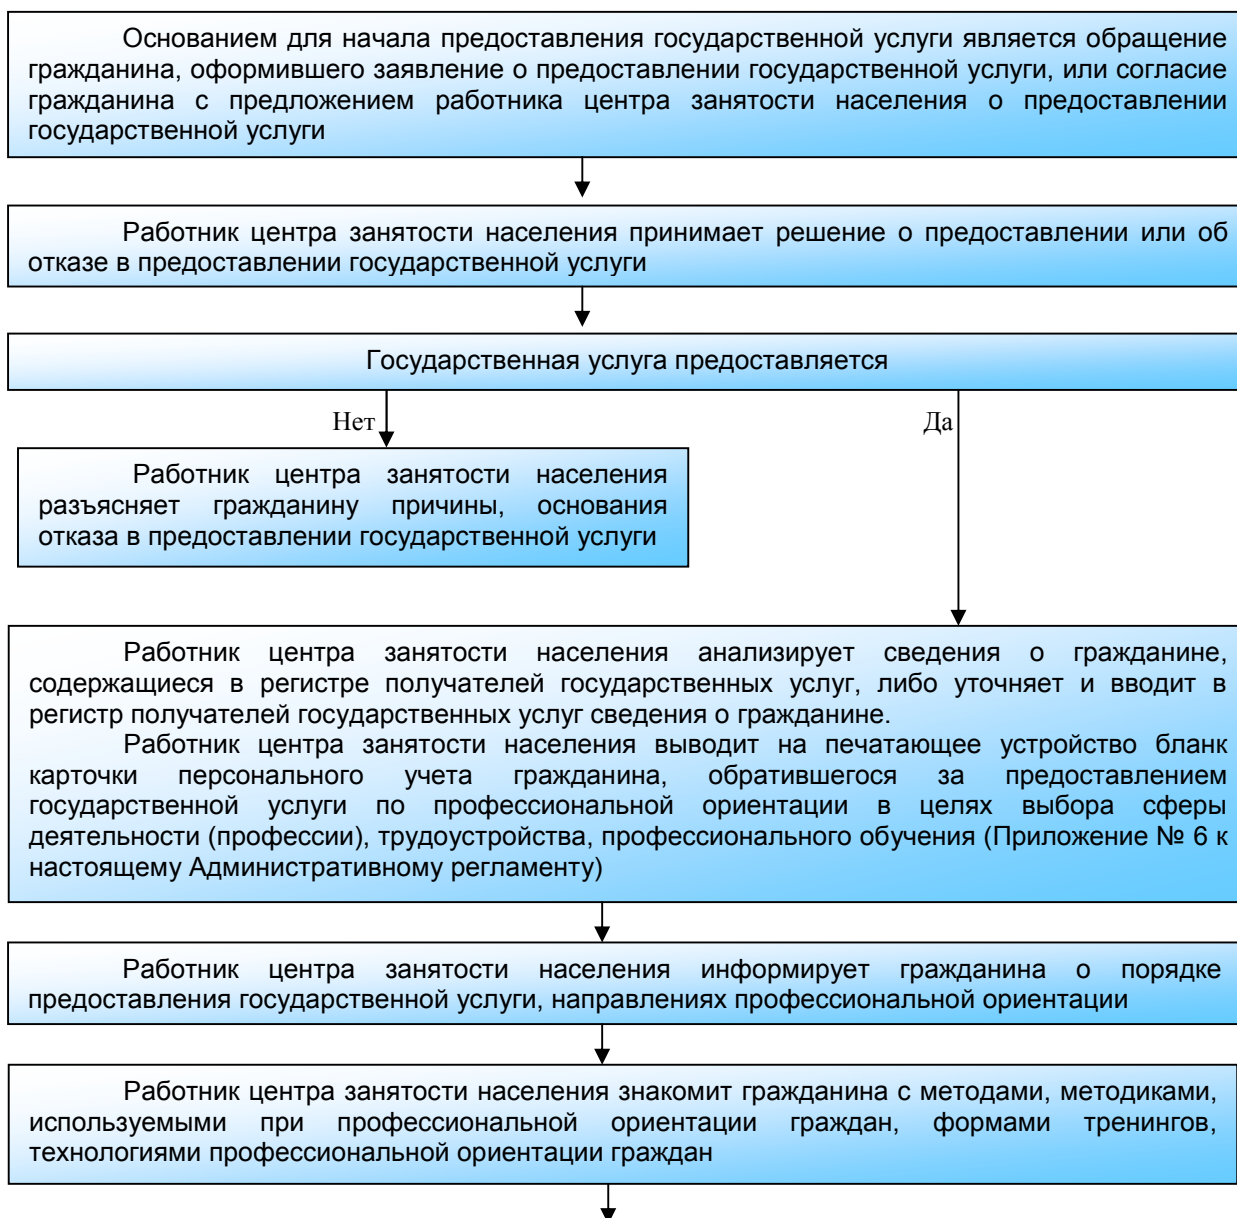 Основанием для начала предоставления государственной услуги является обращение
гражданина, оформившего заявление о предоставлении государственной услуги, или согласие
гражданина с предложением работника центра занятости населения о предоставлении
государственной услуги
Работник центра занятости населения принимает решение о предоставлении или об
отказе в предоставлении государственной услуги
Государственная услуга предоставляется
Нет
Да
Работник центра занятости населения
разъясняет гражданину причины, основания
отказа в предоставлении государственной услуги
Работник центра занятости населения анализирует сведения о гражданине,
содержащиеся в регистре получателей государственных услуг, либо уточняет и вводит в
регистр получателей государственных услуг сведения о гражданине.
Работник центра занятости населения выводит на печатающее устройство бланк
карточки персонального учета гражданина, обратившегося за предоставлением
государственной услуги по профессиональной ориентации в целях выбора сферы
деятельности (профессии), трудоустройства, профессионального обучения (Приложение № 6 к
настоящему Административному регламенту)
Работник центра занятости населения информирует гражданина о порядке
предоставления государственной услуги, направлениях профессиональной ориентации
Работник центра занятости населения знакомит гражданина с методами, методиками,
используемыми при профессиональной ориентации граждан, формами тренингов,
технологиями профессиональной ориентации граждан